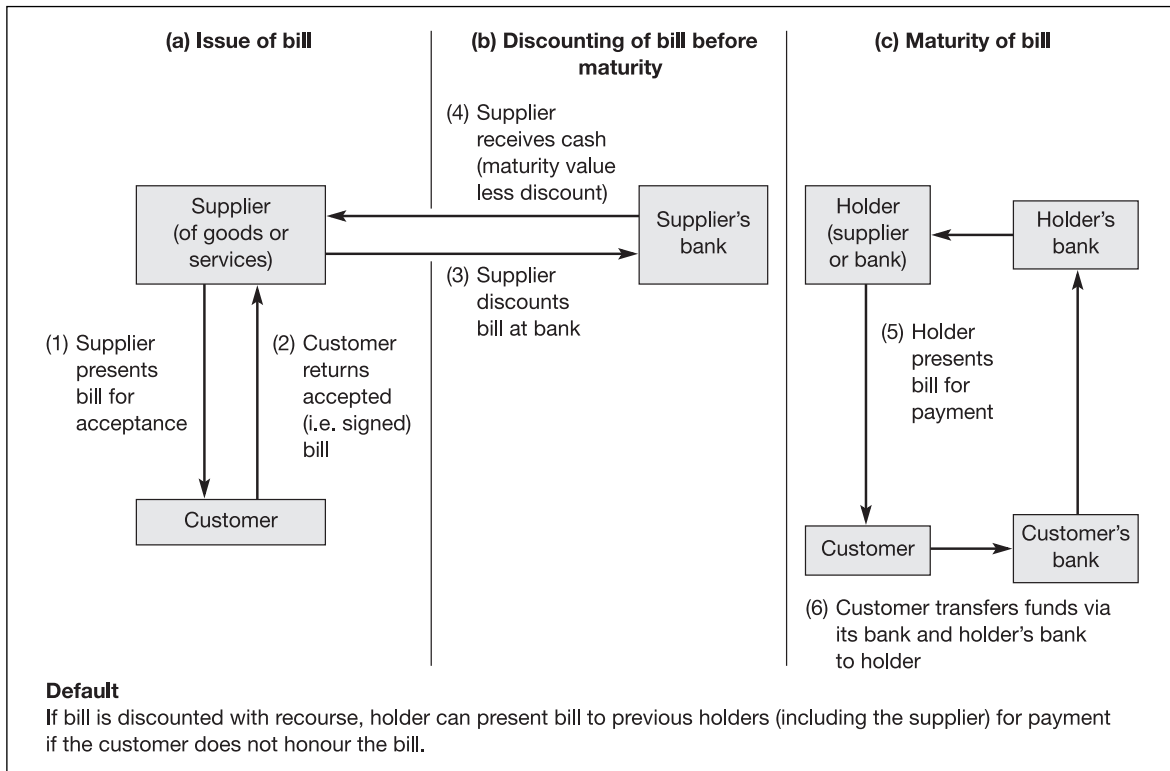 (a) Issue of bill
(b) Discounting of bill before
maturity
(c) Maturity of bill
(4) Supplier
receives cash
(maturity value
less discount)
Supplier
(of goods or
services)
Supplier's
bank
(3) Supplier
discounts
bill at bank
(1) Supplier
presents
bill for
acceptance
(2) Customer
returns
accepted
(i.e. signed)
bill
Customer
Holder
(supplier
or bank)
Holder's
bank
(5) Holder
presents
bill for
payment
Customer
Customer's
bank
(6) Customer transfers funds via
its bank and holder's bank
to holder
Default
If bill is discounted with recourse, holder can present bill to previous holders (including the supplier) for payment
if the customer does not honour the bill.